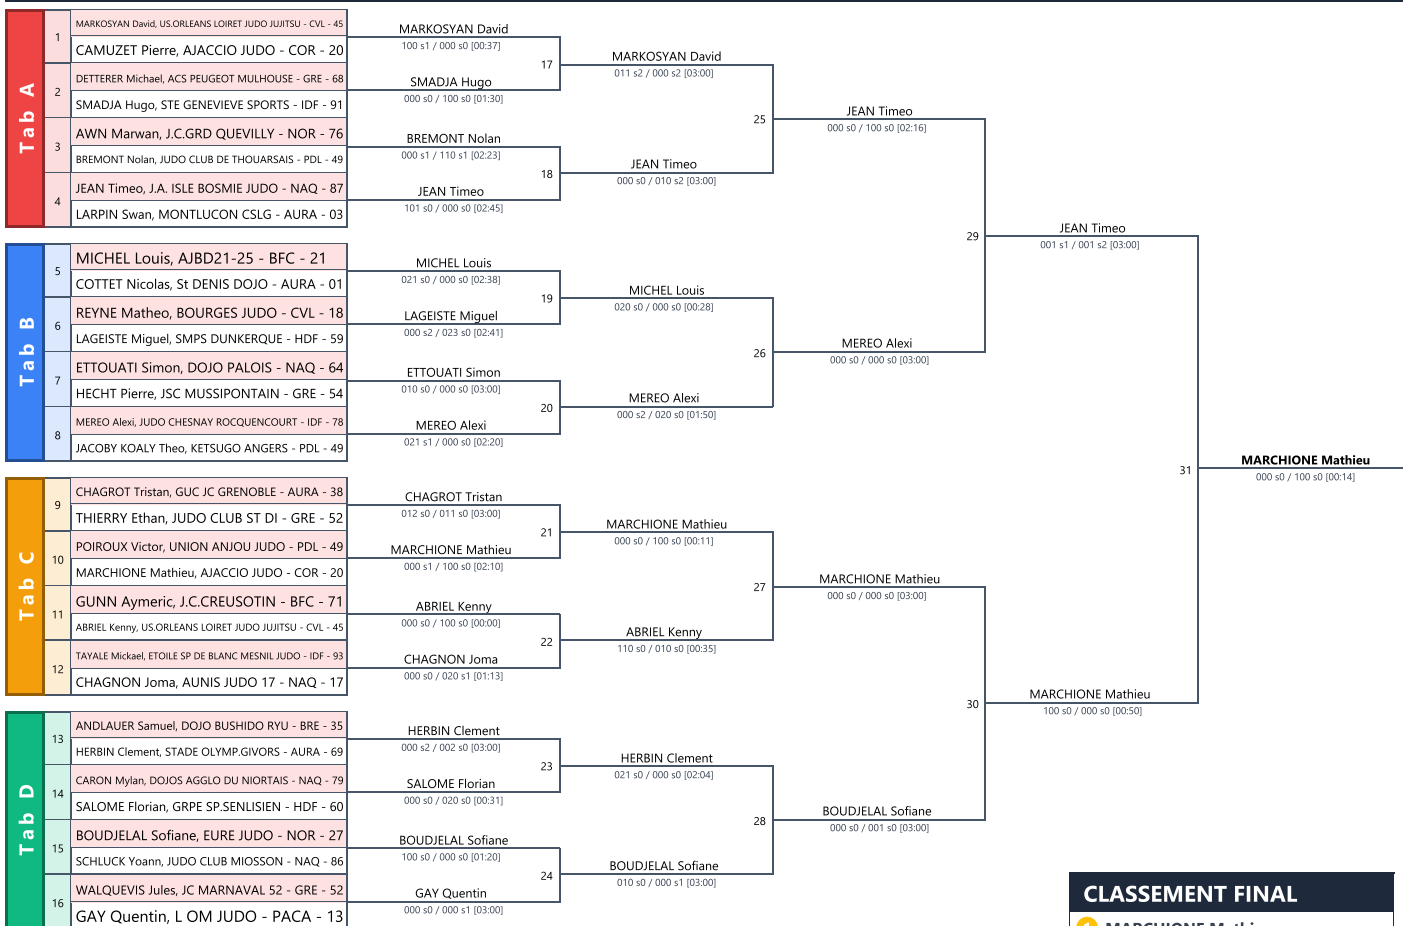 Tab A
1
MARKOSYAN David, US.ORLEANS LOIRET JUDO JUJITSU - CVL - 45
CAMUZET Pierre, AJACCIO JUDO - COR - 20
2
DETTERER Michael, ACS PEUGEOT MULHOUSE - GRE - 68
SMADJA Hugo, STE GENEVIEVE SPORTS - IDF - 91
3
AWN Marwan, J.C.GRD QUEVILLY - NOR - 76
BREMONT Nolan, JUDO CLUB DE THOUARSAIS - PDL - 49
4
JEAN Timeo, J.A. ISLE BOSMIE JUDO - NAQ - 87
LARPIN Swan, MONTLUCON CSLG - AURA - 03
Tab B
5
MICHEL Louis, AJBD21-25 - BFC - 21
COTTET Nicolas, St DENIS DOJO - AURA - 01
6
REYNE Matheo, BOURGES JUDO - CVL - 18
LAGEISTE Miguel, SMPS DUNKERQUE - HDF - 59
7
ETTOUATI Simon, DOJO PALOIS - NAQ - 64
HECHT Pierre, JSC MUSSIPONTAIN - GRE - 54
8
MEREO Alexi, JUDO CHESNAY ROCQUENCOURT - IDF - 78
JACOBY KOALY Theo, KETSUGO ANGERS - PDL - 49
Tab C
9
CHAGROT Tristan, GUC JC GRENOBLE - AURA - 38
THIERRY Ethan, JUDO CLUB ST DI - GRE - 52
10
POIROUX Victor, UNION ANJOU JUDO - PDL - 49
MARCHIONE Mathieu, AJACCIO JUDO - COR - 20
11
GUNN Aymeric, J.C.CREUSOTIN - BFC - 71
ABRIEL Kenny, US.ORLEANS LOIRET JUDO JUJITSU - CVL - 45
12
TAYALE Mickael, ETOILE SP DE BLANC MESNIL JUDO - IDF - 93
CHAGNON Joma, AUNIS JUDO 17 - NAQ - 17
Tab D
13
ANDLAUER Samuel, DOJO BUSHIDO RYU - BRE - 35
HERBIN Clement, STADE OLYMP.GIVORS - AURA - 69
14
CARON Mylan, DOJOS AGGLO DU NIORTAIS - NAQ - 79
SALOME Florian, GRPE SP.SENLISIEN - HDF - 60
15
BOUDJELAL Sofiane, EURE JUDO - NOR - 27
SCHLUCK Yoann, JUDO CLUB MIOSSON - NAQ - 86
16
WALQUEVIS Jules, JC MARNAVAL 52 - GRE - 52
GAY Quentin, L OM JUDO - PACA - 13
MARKOSYAN David
100 s1 / 000 s0 [00:37]
17
SMADJA Hugo
000 s0 / 100 s0 [01:30]
BREMONT Nolan
000 s1 / 110 s1 [02:23]
18
JEAN Timeo
101 s0 / 000 s0 [02:45]
MICHEL Louis
021 s0 / 000 s0 [02:38]
19
LAGEISTE Miguel
000 s2 / 023 s0 [02:41]
ETTOUATI Simon
010 s0 / 000 s0 [03:00]
20
MEREO Alexi
021 s1 / 000 s0 [02:20]
CHAGROT Tristan
012 s0 / 011 s0 [03:00]
21
MARCHIONE Mathieu
000 s1 / 100 s0 [02:10]
ABRIEL Kenny
000 s0 / 100 s0 [00:00]
22
CHAGNON Joma
000 s0 / 020 s1 [01:13]
HERBIN Clement
000 s2 / 002 s0 [03:00]
23
SALOME Florian
000 s0 / 020 s0 [00:31]
BOUDJELAL Sofiane
100 s0 / 000 s0 [01:20]
24
GAY Quentin
000 s0 / 000 s1 [03:00]
MARKOSYAN David
011 s2 / 000 s2 [03:00]
25
JEAN Timeo
000 s0 / 010 s2 [03:00]
MICHEL Louis
020 s0 / 000 s0 [00:28]
26
MEREO Alexi
000 s2 / 020 s0 [01:50]
MARCHIONE Mathieu
000 s0 / 100 s0 [00:11]
27
ABRIEL Kenny
110 s0 / 010 s0 [00:35]
HERBIN Clement
021 s0 / 000 s0 [02:04]
28
BOUDJELAL Sofiane
010 s0 / 000 s1 [03:00]
JEAN Timeo
000 s0 / 100 s0 [02:16]
29
MEREO Alexi
000 s0 / 000 s0 [03:00]
MARCHIONE Mathieu
000 s0 / 000 s0 [03:00]
30
BOUDJELAL Sofiane
000 s0 / 001 s0 [03:00]
JEAN Timeo
001 s1 / 001 s2 [03:00]
31
MARCHIONE Mathieu
100 s0 / 000 s0 [00:50]
MARCHIONE Mathieu
000 s0 / 100 s0 [00:14]
CLASSEMENT FINAL
MARCHIONE Mathieu